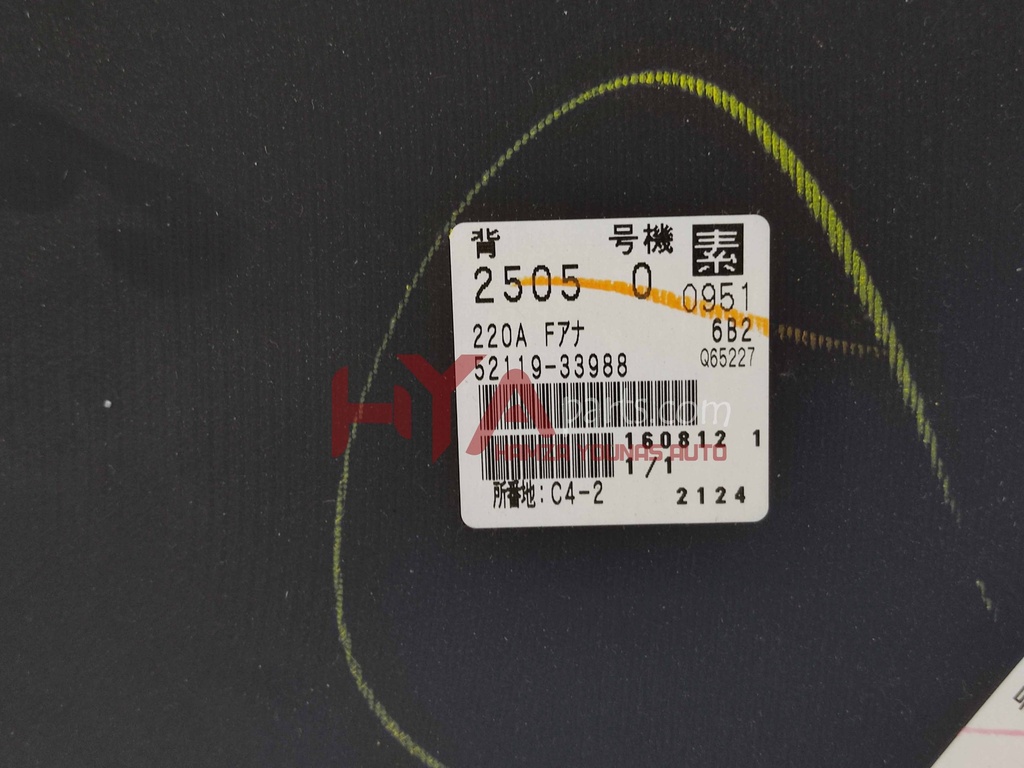 背 号機 素
2505 0 0951
220A Fアナ 6B2
52119-33988 Q65227
HYA
parts.com
HAMZA YOUNAS AUTO
160812 1
1/1
所番地:C4-2 2124